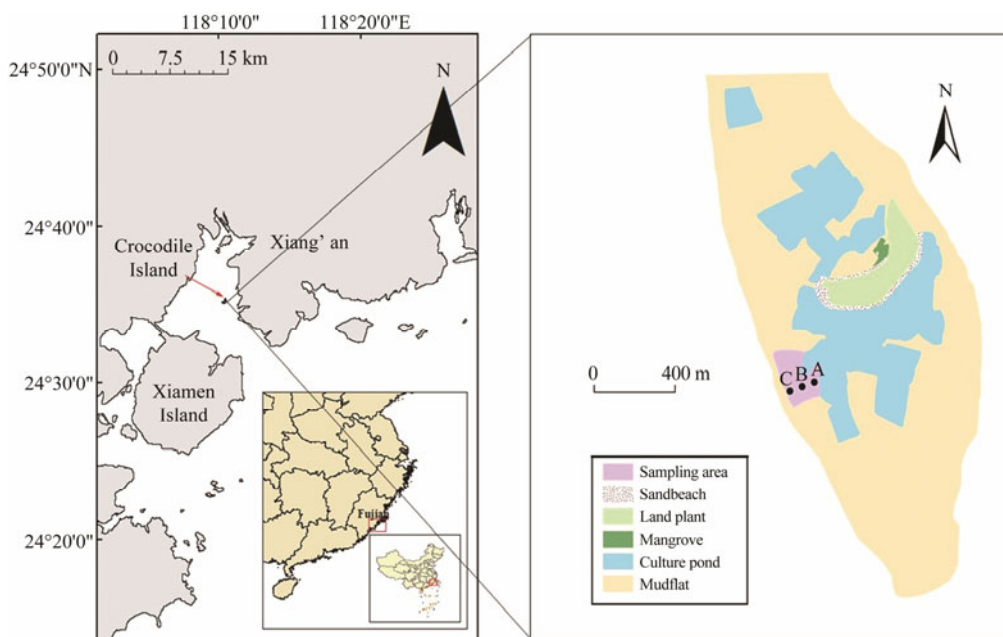 118°10'0"E
118°20'0"E
24°50'0"N
24°40'0"N
24°30'0"N
24°20'0"N
0 7.5 15 km
N
Crocodile
Island
Xiang' an
Xiamen
Island
Fujian
N
C B A
0 400 m
Sampling area
Sandbeach
Land plant
Mangrove
Culture pond
Mudflat